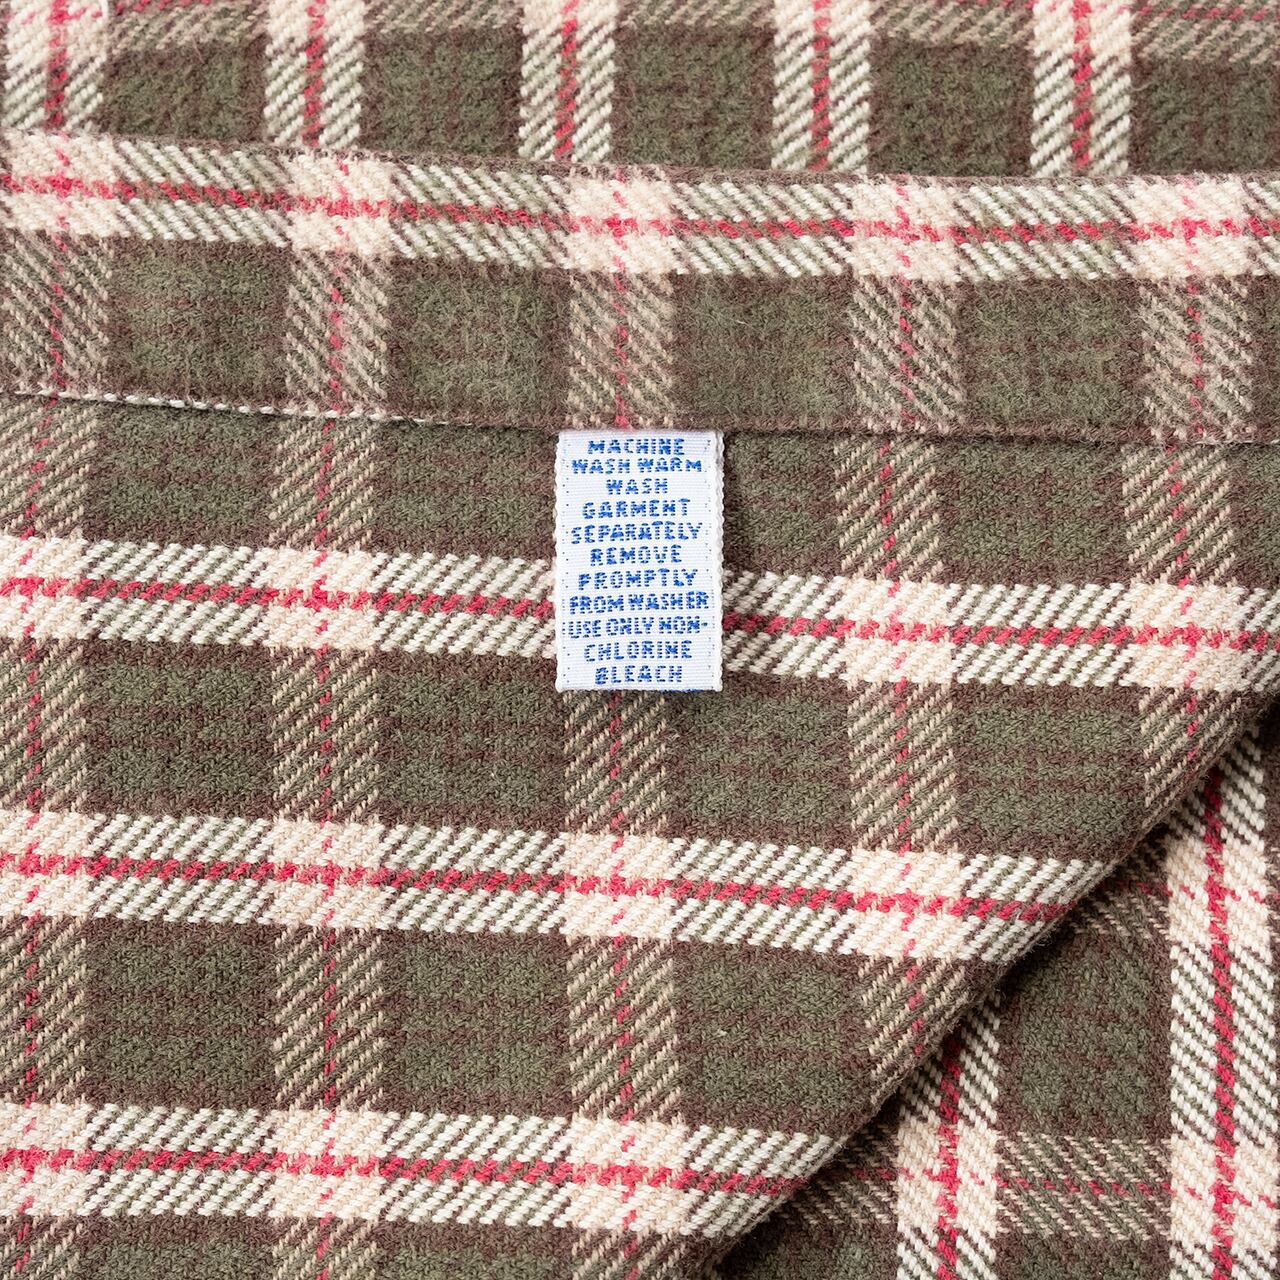 MACHINE
WASH WARM
WASH
GARMENT
SEPARATELY
REMOVE
PROMPTLY
FROM WASHER
USE ONLY NON-
CHLORINE
BLEACH